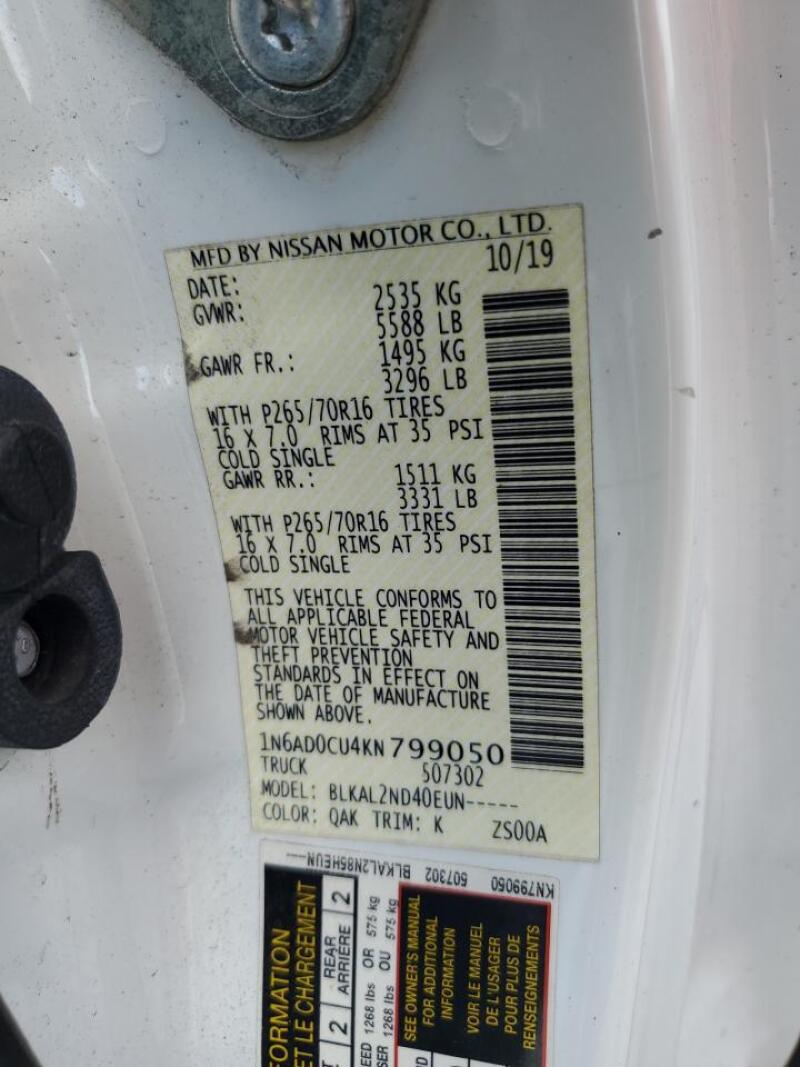 MFD BY NISSAN MOTOR CO., LTD.
DATE: 10/19
GVWR: 2535 KG
5588 LB
GAWR FR.: 1495 KG
3296 LB
WITH P265/70R16 TIRES
16 X 7.0 RIMS AT 35 PSI
COLD SINGLE
GAWR RR.: 1511 KG
3331 LB
WITH P265/70R16 TIRES
16 X 7.0 RIMS AT 35 PSI
COLD SINGLE
THIS VEHICLE CONFORMS TO
ALL APPLICABLE FEDERAL
MOTOR VEHICLE SAFETY AND
THEFT PREVENTION
STANDARDS IN EFFECT ON
THE DATE OF MANUFACTURE
SHOWN ABOVE.
1N6AD0CU4KN799050
TRUCK 507302
MODEL: BLKAL2ND40EUN-----
COLOR: QAK TRIM: K ZS00A
KN799050 507302 BLKAL2N85HEUN---
ET LE CHARGEMENT
2 REAR 2
ARRIÈRE
1268 lbs OR 575 kg
1268 lbs OU 575 kg
SEE OWNER'S MANUAL
FOR ADDITIONAL
INFORMATION
VOIR LE MANUEL
DE L'USAGER
POUR PLUS DE
RENSEIGNEMENTS